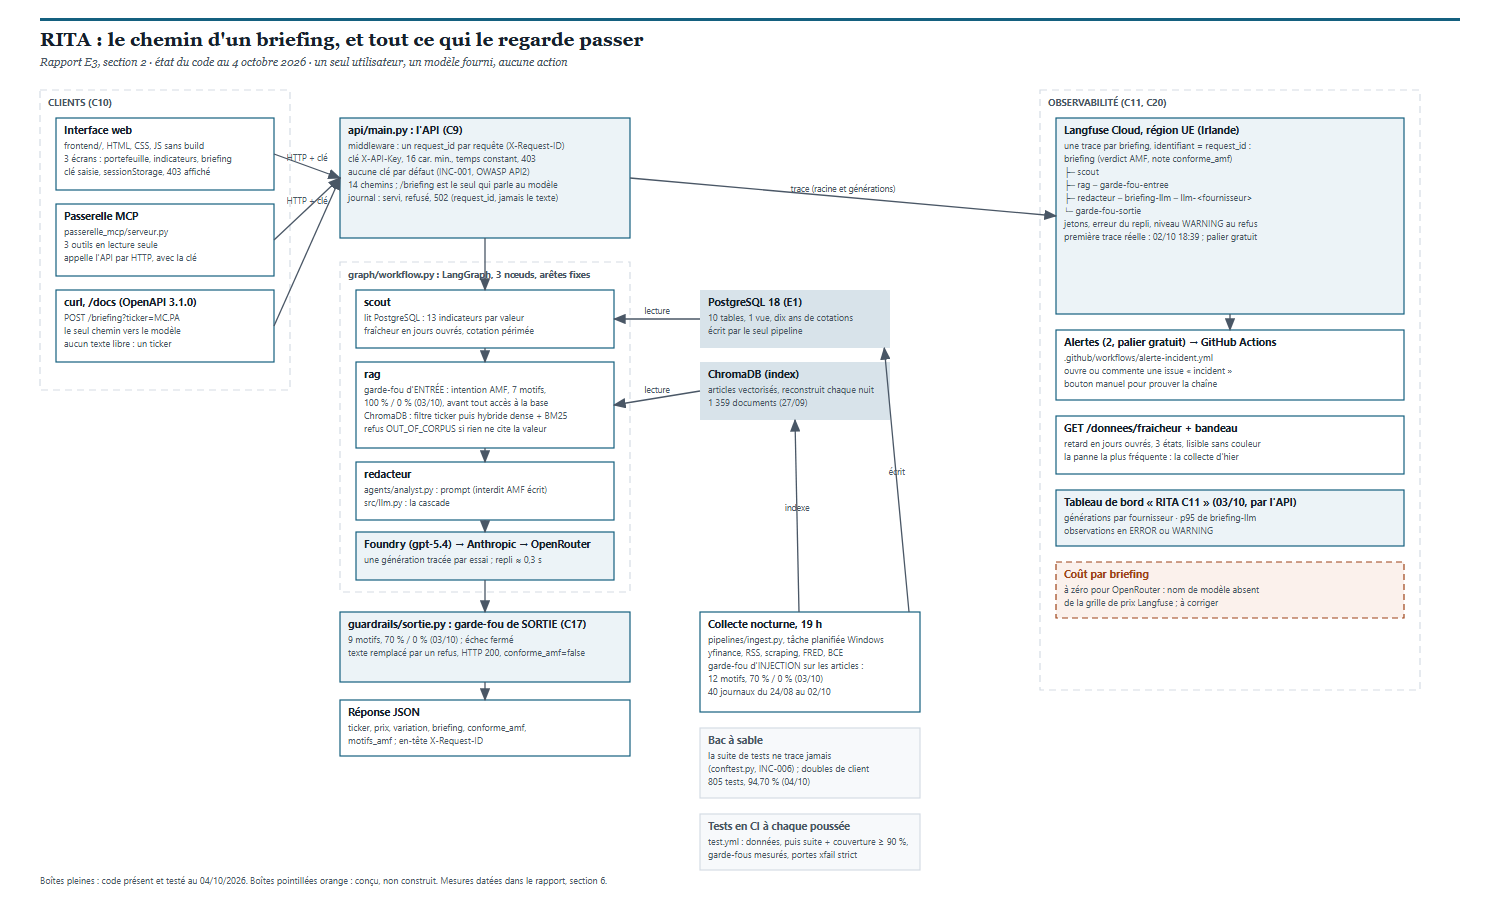 RITA : le chemin d'un briefing, et tout ce qui le regarde passer
Rapport E3, section 2 · état du code au 4 octobre 2026 · un seul utilisateur, un modèle fourni, aucune action
CLIENTS (C10)
Interface web
frontend/, HTML, CSS, JS sans build
3 écrans : portefeuille, indicateurs, briefing
clé saisie, sessionStorage, 403 affiché
Passerelle MCP
passerelle_mcp/serveur.py
3 outils en lecture seule
appelle l'API par HTTP, avec la clé
curl, /docs (OpenAPI 3.1.0)
POST /briefing?ticker=MC.PA
le seul chemin vers le modèle
aucun texte libre : un ticker
HTTP + clé
HTTP + clé
api/main.py : l'API (C9)
middleware : un request_id par requête (X-Request-ID)
clé X-API-Key, 16 car. min., temps constant, 403
aucune clé par défaut (INC-001, OWASP API2)
14 chemins ; /briefing est le seul qui parle au modèle
journal : servi, refusé, 502 (request_id, jamais le texte)
trace (racine et générations)
graph/workflow.py : LangGraph, 3 nœuds, arêtes fixes
scout
lit PostgreSQL : 13 indicateurs par valeur
fraîcheur en jours ouvrés, cotation périmée
rag
garde-fou d'ENTRÉE : intention AMF, 7 motifs,
100 % / 0 % (03/10), avant tout accès à la base
ChromaDB : filtre ticker puis hybride dense + BM25
refus OUT_OF_CORPUS si rien ne cite la valeur
redacteur
agents/analyst.py : prompt (interdit AMF écrit)
src/llm.py : la cascade
Foundry (gpt-5.4) → Anthropic → OpenRouter
une génération tracée par essai ; repli ≈ 0,3 s
guardrails/sortie.py : garde-fou de SORTIE (C17)
9 motifs, 70 % / 0 % (03/10) ; échec fermé
texte remplacé par un refus, HTTP 200, conforme_amf=false
Réponse JSON
ticker, prix, variation, briefing, conforme_amf,
motifs_amf ; en-tête X-Request-ID
lecture
lecture
PostgreSQL 18 (E1)
10 tables, 1 vue, dix ans de cotations
écrit par le seul pipeline
ChromaDB (index)
articles vectorisés, reconstruit chaque nuit
1 359 documents (27/09)
écrit
indexe
Collecte nocturne, 19 h
pipelines/ingest.py, tâche planifiée Windows
yfinance, RSS, scraping, FRED, BCE
garde-fou d'INJECTION sur les articles :
12 motifs, 70 % / 0 % (03/10)
40 journaux du 24/08 au 02/10
Bac à sable
la suite de tests ne trace jamais
(conftest.py, INC-006) ; doubles de client
805 tests, 94,70 % (04/10)
Tests en CI à chaque poussée
test.yml : données, puis suite + couverture ≥ 90 %,
garde-fous mesurés, portes xfail strict
OBSERVABILITÉ (C11, C20)
Langfuse Cloud, région UE (Irlande)
une trace par briefing, identifiant = request_id :
briefing (verdict AMF, note conforme_amf)
├─ scout
├─ rag – garde-fou-entree
├─ redacteur – briefing-llm – llm-<fournisseur>
└─ garde-fou-sortie
jetons, erreur du repli, niveau WARNING au refus
première trace réelle : 02/10 18:39 ; palier gratuit
Alertes (2, palier gratuit) → GitHub Actions
.github/workflows/alerte-incident.yml
ouvre ou commente une issue « incident »
bouton manuel pour prouver la chaîne
GET /donnees/fraicheur + bandeau
retard en jours ouvrés, 3 états, lisible sans couleur
la panne la plus fréquente : la collecte d'hier
Tableau de bord « RITA C11 » (03/10, par l'API)
générations par fournisseur · p95 de briefing-llm
observations en ERROR ou WARNING
Coût par briefing
à zéro pour OpenRouter : nom de modèle absent
de la grille de prix Langfuse ; à corriger
Boîtes pleines : code présent et testé au 04/10/2026. Boîtes pointillées orange : conçu, non construit. Mesures datées dans le rapport, section 6.